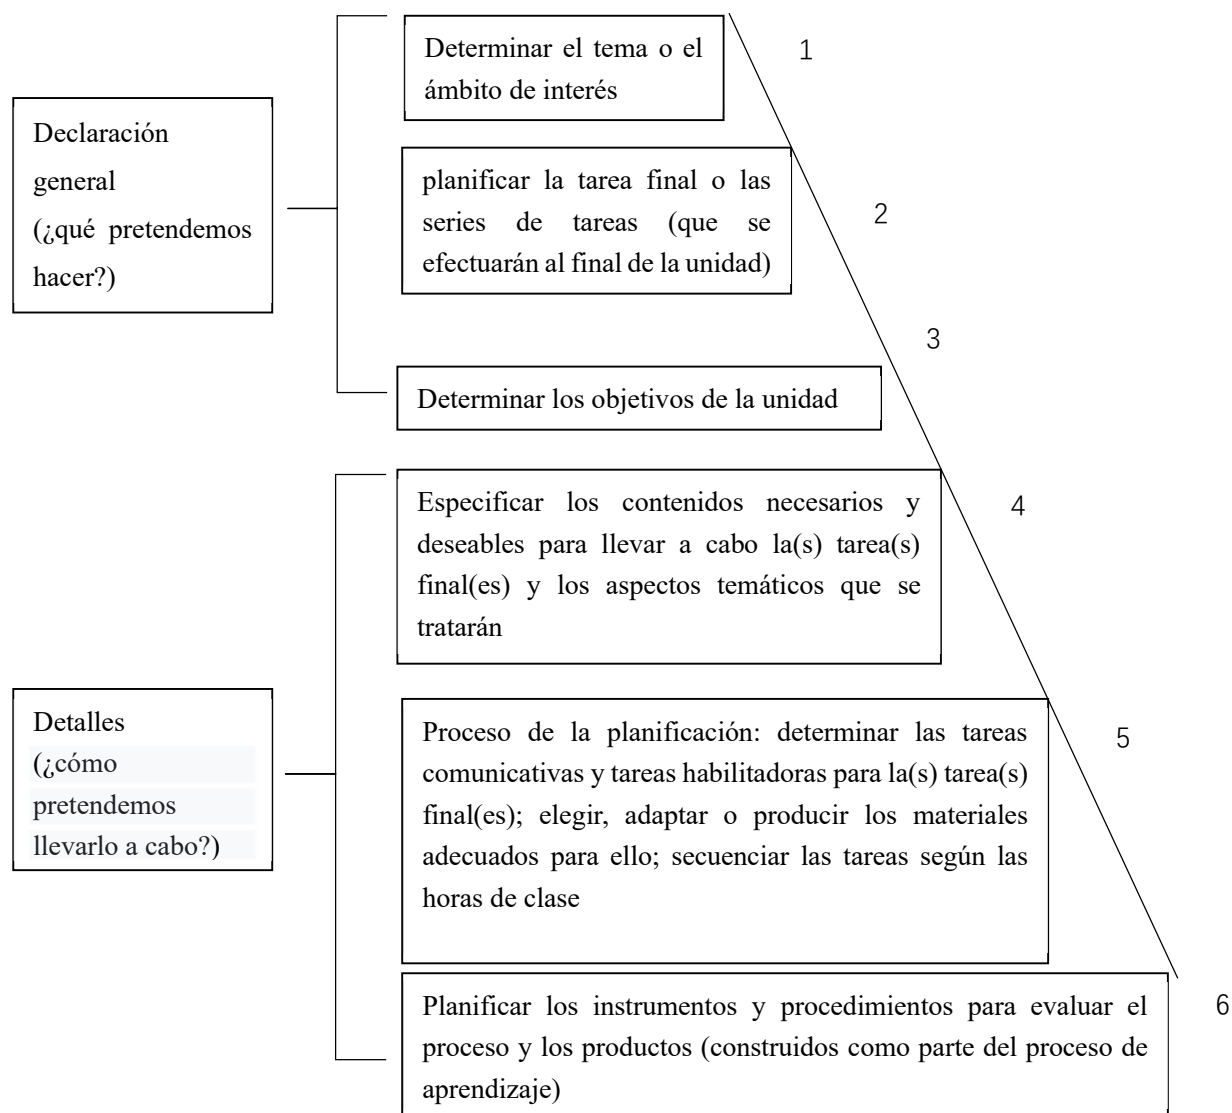 Determinar el tema o el
ámbito de interés
1
Declaración
general
(¿qué pretendemos
hacer?)
planificar la tarea final o las
series de tareas (que se
efectuarán al final de la unidad)
2
3
Determinar los objetivos de la unidad
Especificar los contenidos necesarios y
deseables para llevar a cabo la(s) tarea(s)
final(es) y los aspectos temáticos que se
tratarán
4
Detalles
(¿cómo
pretendemos
llevarlo a cabo?)
Proceso de la planificación: determinar las tareas
comunicativas y tareas habilitadoras para la(s) tarea(s)
final(es); elegir, adaptar o producir los materiales
adecuados para ello; secuenciar las tareas según las
horas de clase
5
Planificar los instrumentos y procedimientos para evaluar el
proceso y los productos (construidos como parte del proceso de
aprendizaje)
6